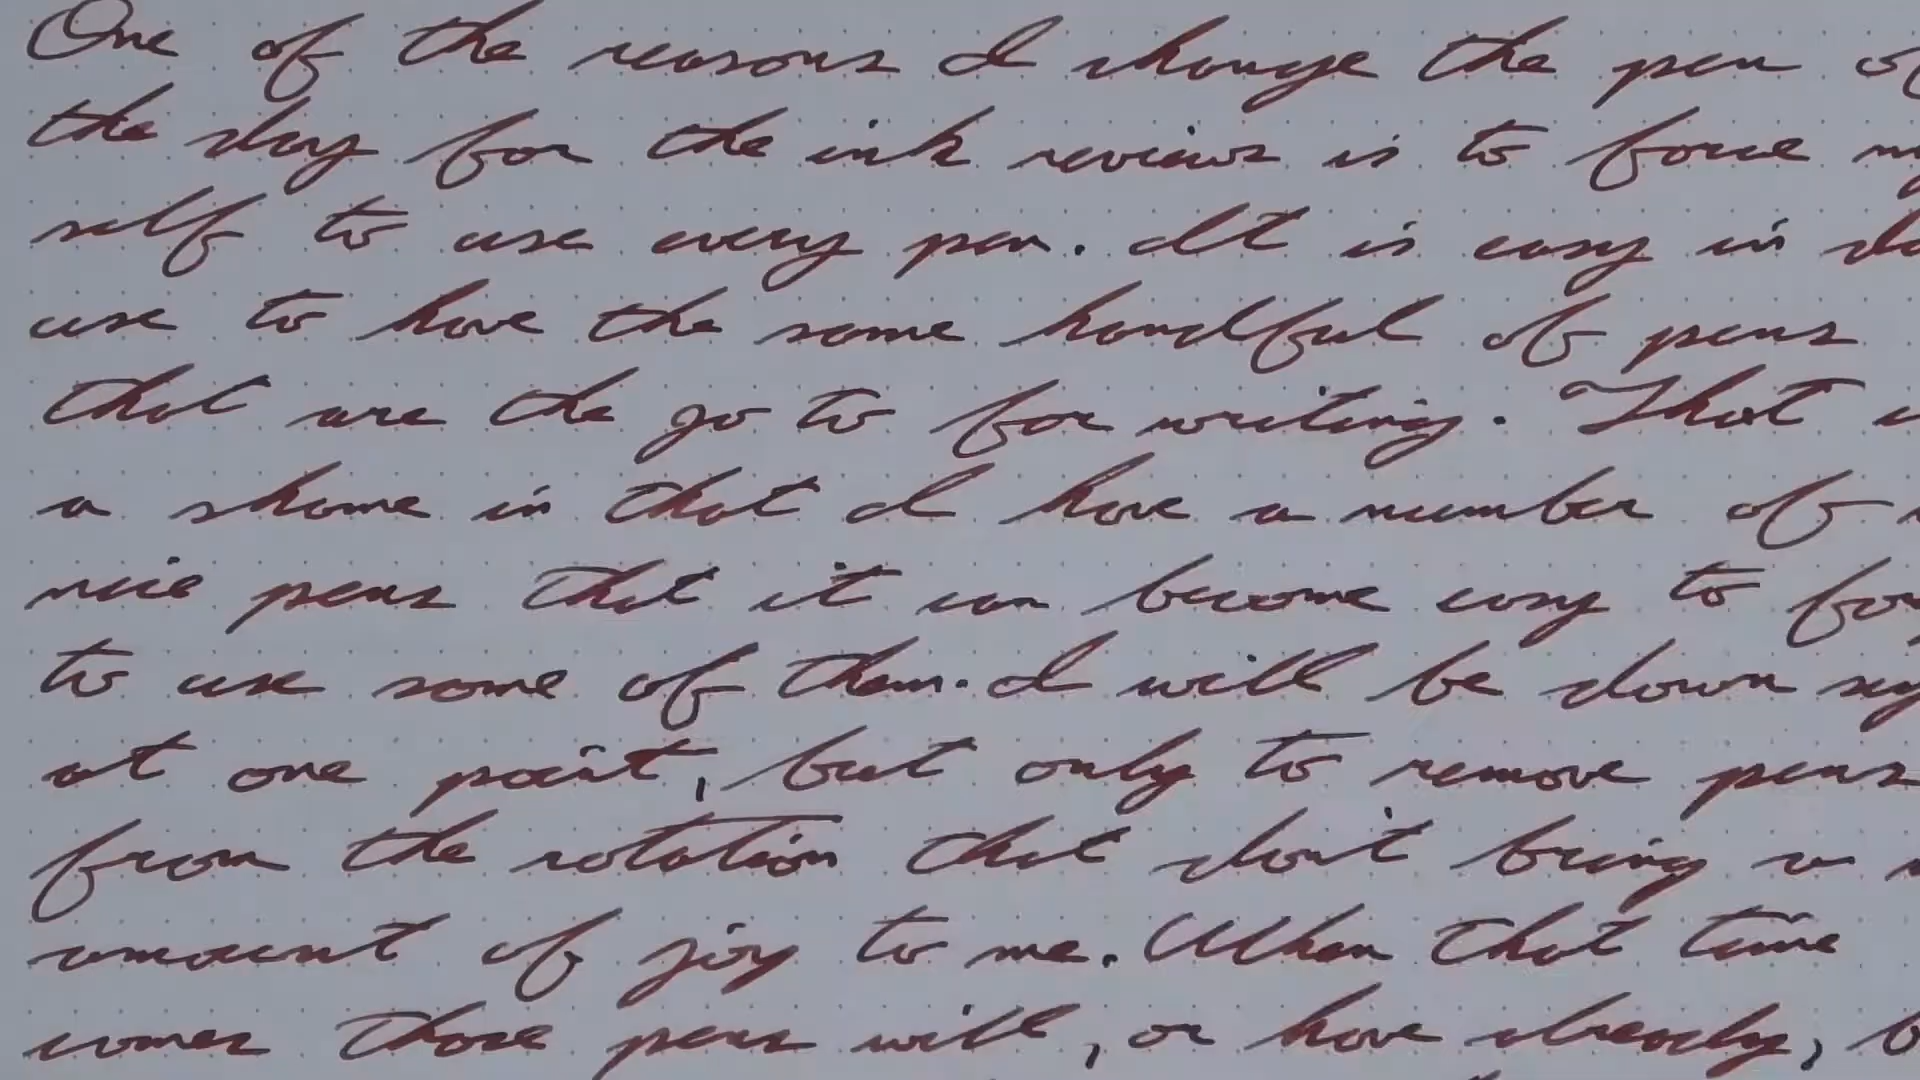 One of the reasons I change the pen of
the day for the ink reviews is to force my
self to use every pen. It is easy in
use to have the same handful of pens
that are the go to for writing. That
a shame in that I have a number of
nice pens that it can become easy to
to use some of them. I will be down
at one point, but only to remove pens
from the rotation that don't bring a
amount of joy to me. When that time
comes those pens will, or have already,